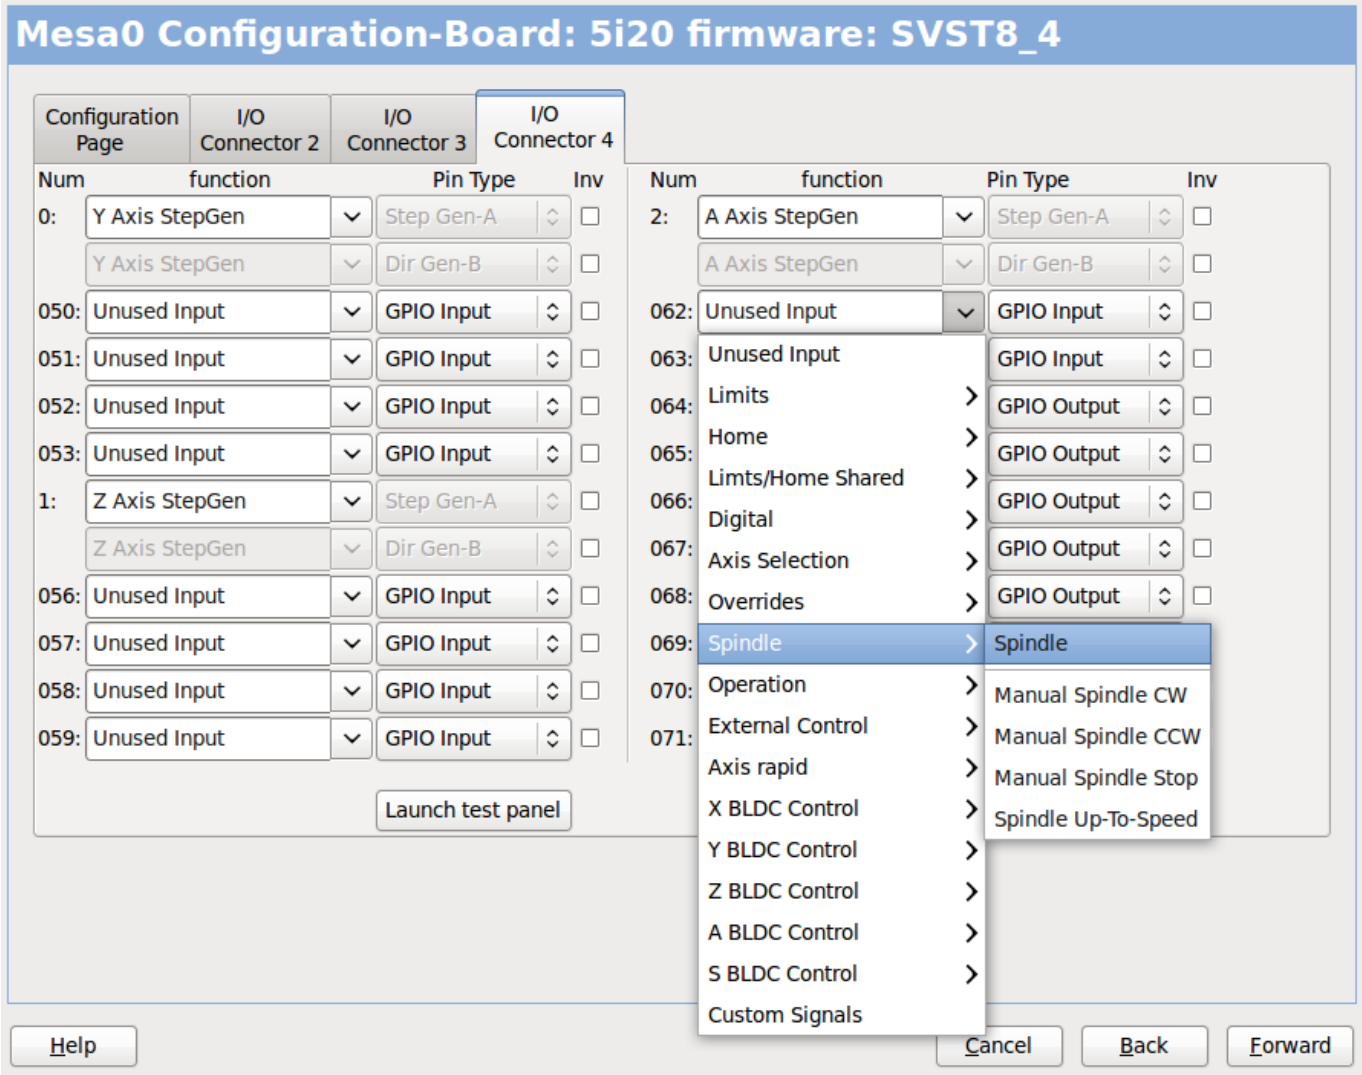 Mesa0 Configuration-Board: 5i20 firmware: SVST8_4
Configuration Page
I/O Connector 2
I/O Connector 3
I/O Connector 4
Num function Pin Type Inv Num function Pin Type Inv
0: Y Axis StepGen Step Gen-A 2: A Axis StepGen Step Gen-A
Y Axis StepGen Dir Gen-B A Axis StepGen Dir Gen-B
050: Unused Input GPIO Input 062: Unused Input GPIO Input
051: Unused Input GPIO Input 063: GPIO Input
052: Unused Input GPIO Input 064: GPIO Output
053: Unused Input GPIO Input 065: GPIO Output
1: Z Axis StepGen Step Gen-A 066: GPIO Output
Z Axis StepGen Dir Gen-B 067: GPIO Output
056: Unused Input GPIO Input 068: GPIO Output
057: Unused Input GPIO Input 069:
058: Unused Input GPIO Input 070:
059: Unused Input GPIO Input 071:
Unused Input
Limits
Home
Limts/Home Shared
Digital
Axis Selection
Overrides
Spindle
Operation
External Control
Axis rapid
X BLDC Control
Y BLDC Control
Z BLDC Control
A BLDC Control
S BLDC Control
Custom Signals
Spindle
Manual Spindle CW
Manual Spindle CCW
Manual Spindle Stop
Spindle Up-To-Speed
Launch test panel
Help Cancel Back Forward